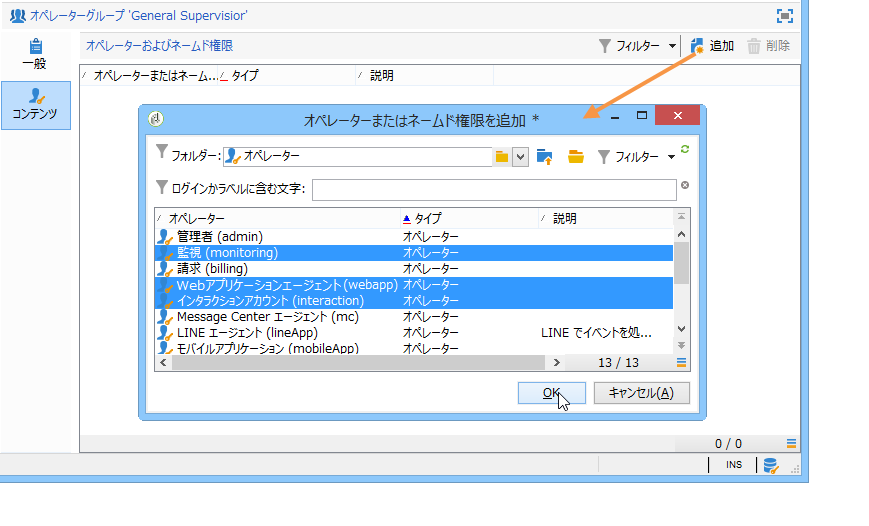 オペレーターグループ 'General Supervisior'
一般
コンテンツ
オペレーターおよびネームド権限
フィルター
追加
削除
オペレーターまたはネーム... タイプ 説明
オペレーターまたはネームド権限を追加 *
フォルダー: オペレーター
フィルター
ログインかラベルに含む文字:
オペレーター タイプ 説明
管理者 (admin) オペレーター
監視 (monitoring) オペレーター
請求 (billing) オペレーター
Webアプリケーションエージェント(webapp) オペレーター
インタラクションアカウント (interaction) オペレーター
Message Center エージェント (mc) オペレーター
LINE エージェント (lineApp) オペレーター LINE でイベントを処...
モバイルアプリケーション (mobileApp) オペレーター
13 / 13
OK キャンセル(A)
0 / 0
INS